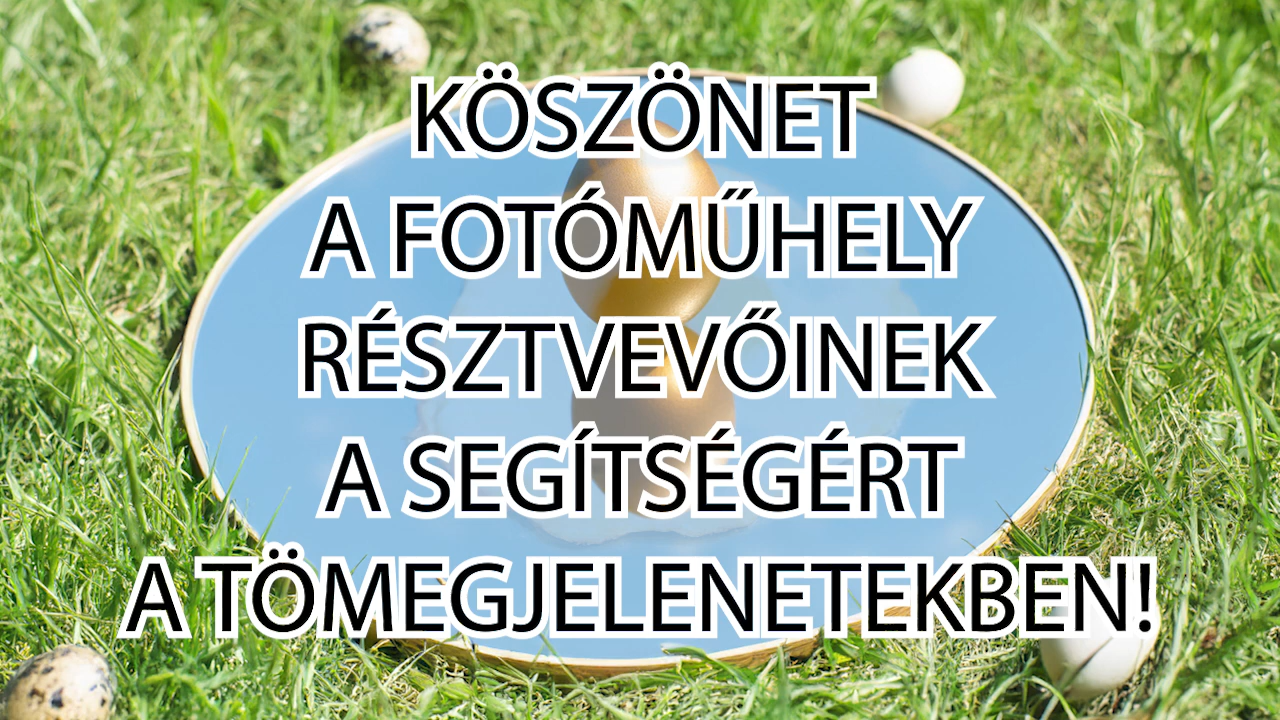 KÖSZÖNET
A FOTÓMŰHELY
RÉSZTVEVŐINEK
A SEGÍTSÉGÉRT
A TÖMEGJELENETEKBEN!